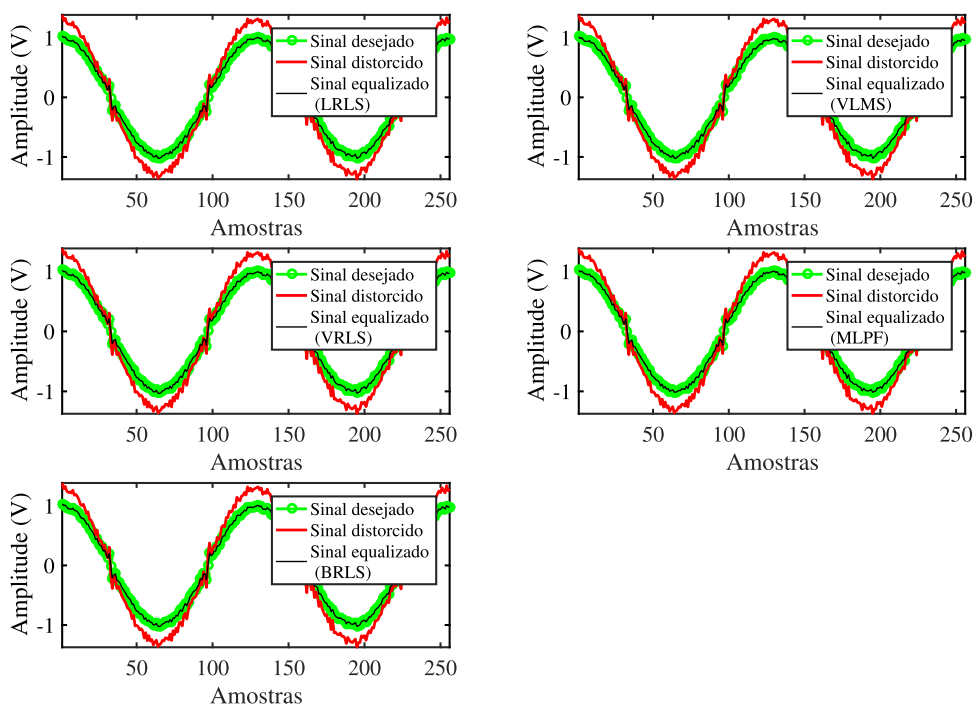 Amplitude (V)
1
0
-1
Sinal desejado
Sinal distorcido
Sinal equalizado
(LRLS)
50 100 150 200 250
Amostras
Amplitude (V)
1
0
-1
Sinal desejado
Sinal distorcido
Sinal equalizado
(VLMS)
50 100 150 200 250
Amostras
Amplitude (V)
1
0
-1
Sinal desejado
Sinal distorcido
Sinal equalizado
(VRLS)
50 100 150 200 250
Amostras
Amplitude (V)
1
0
-1
Sinal desejado
Sinal distorcido
Sinal equalizado
(MLPF)
50 100 150 200 250
Amostras
Amplitude (V)
1
0
-1
Sinal desejado
Sinal distorcido
Sinal equalizado
(BRLS)
50 100 150 200 250
Amostras